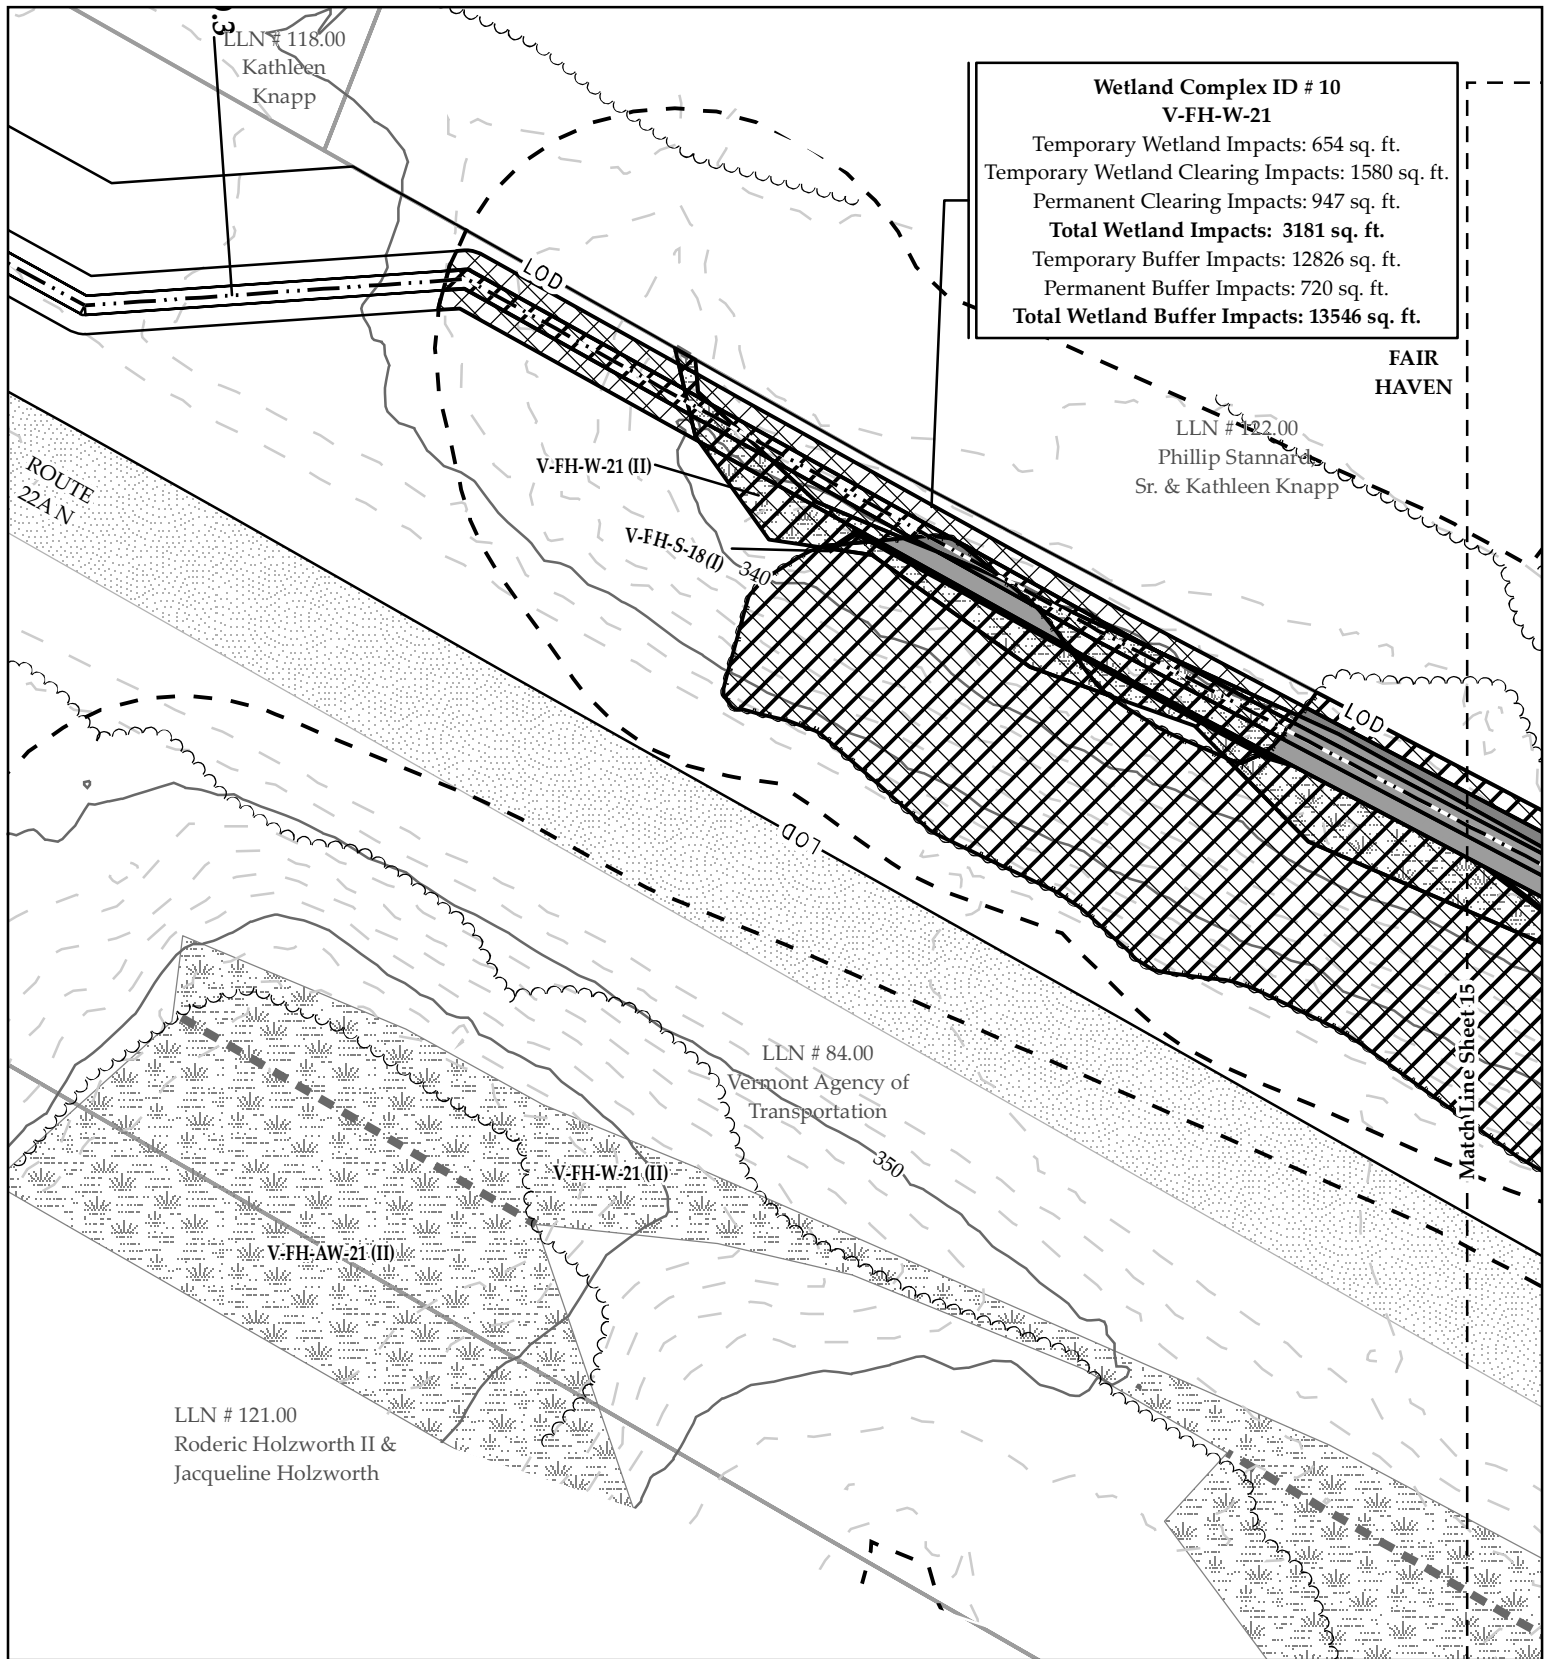 .3
LLN # 118.00
Kathleen
Knapp
Wetland Complex ID # 10
V-FH-W-21
Temporary Wetland Impacts: 654 sq. ft.
Temporary Wetland Clearing Impacts: 1580 sq. ft.
Permanent Clearing Impacts: 947 sq. ft.
Total Wetland Impacts: 3181 sq. ft.
Temporary Buffer Impacts: 12826 sq. ft.
Permanent Buffer Impacts: 720 sq. ft.
Total Wetland Buffer Impacts: 13546 sq. ft.
LOD
FAIR
HAVEN
LLN # 122.00
Phillip Stannard,
Sr. & Kathleen Knapp
ROUTE
22A N
V-FH-W-21 (II)
V-FH-S-18 (I)
340
LOD
LOD
Match Line Sheet 15
LLN # 84.00
Vermont Agency of
Transportation
350
V-FH-W-21 (II)
V-FH-AW-21 (II)
LLN # 121.00
Roderic Holzworth II &
Jacqueline Holzworth